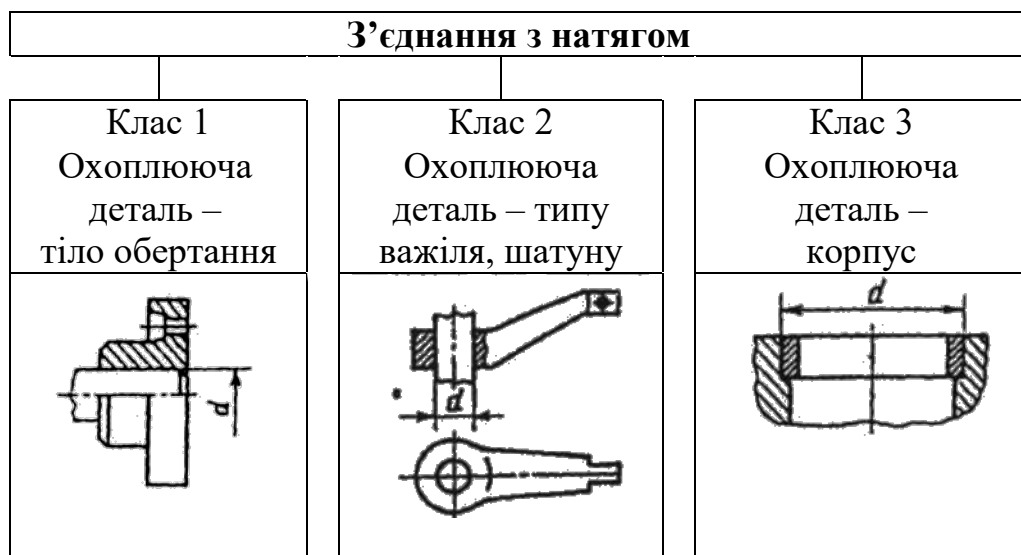 З’єднання з натягом
Клас 1
Охоплююча
деталь –
тіло обертання
Клас 2
Охоплююча
деталь – типу
важіля, шатуну
Клас 3
Охоплююча
деталь –
корпус
d
d
d